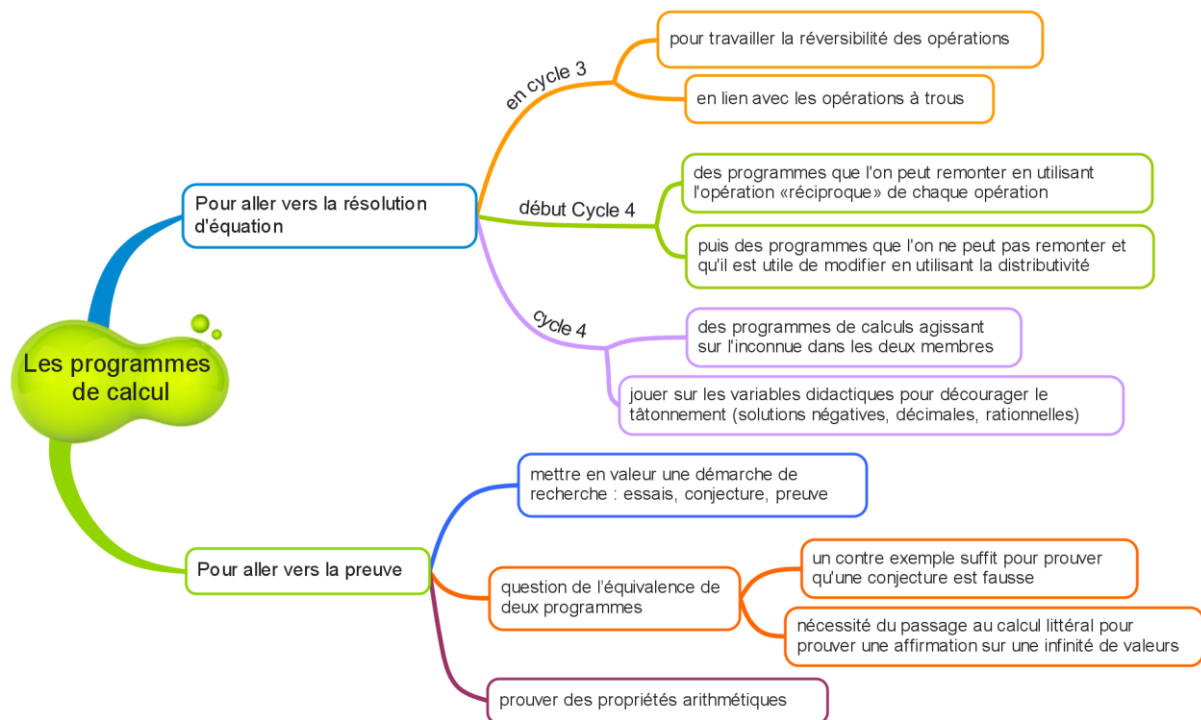 Les programmes
de calcul
Pour aller vers la résolution
d'équation
en cycle 3
pour travailler la réversibilité des opérations
en lien avec les opérations à trous
début Cycle 4
des programmes que l'on peut remonter en utilisant
l'opération «réciproque» de chaque opération
puis des programmes que l'on ne peut pas remonter et
qu'il est utile de modifier en utilisant la distributivité
cycle 4
des programmes de calculs agissant
sur l'inconnue dans les deux membres
jouer sur les variables didactiques pour décourager le
tâtonnement (solutions négatives, décimales, rationnelles)
Pour aller vers la preuve
mettre en valeur une démarche de
recherche : essais, conjecture, preuve
question de l'équivalence de
deux programmes
un contre exemple suffit pour prouver
qu'une conjecture est fausse
nécessité du passage au calcul littéral pour
prouver une affirmation sur une infinité de valeurs
prouver des propriétés arithmétiques